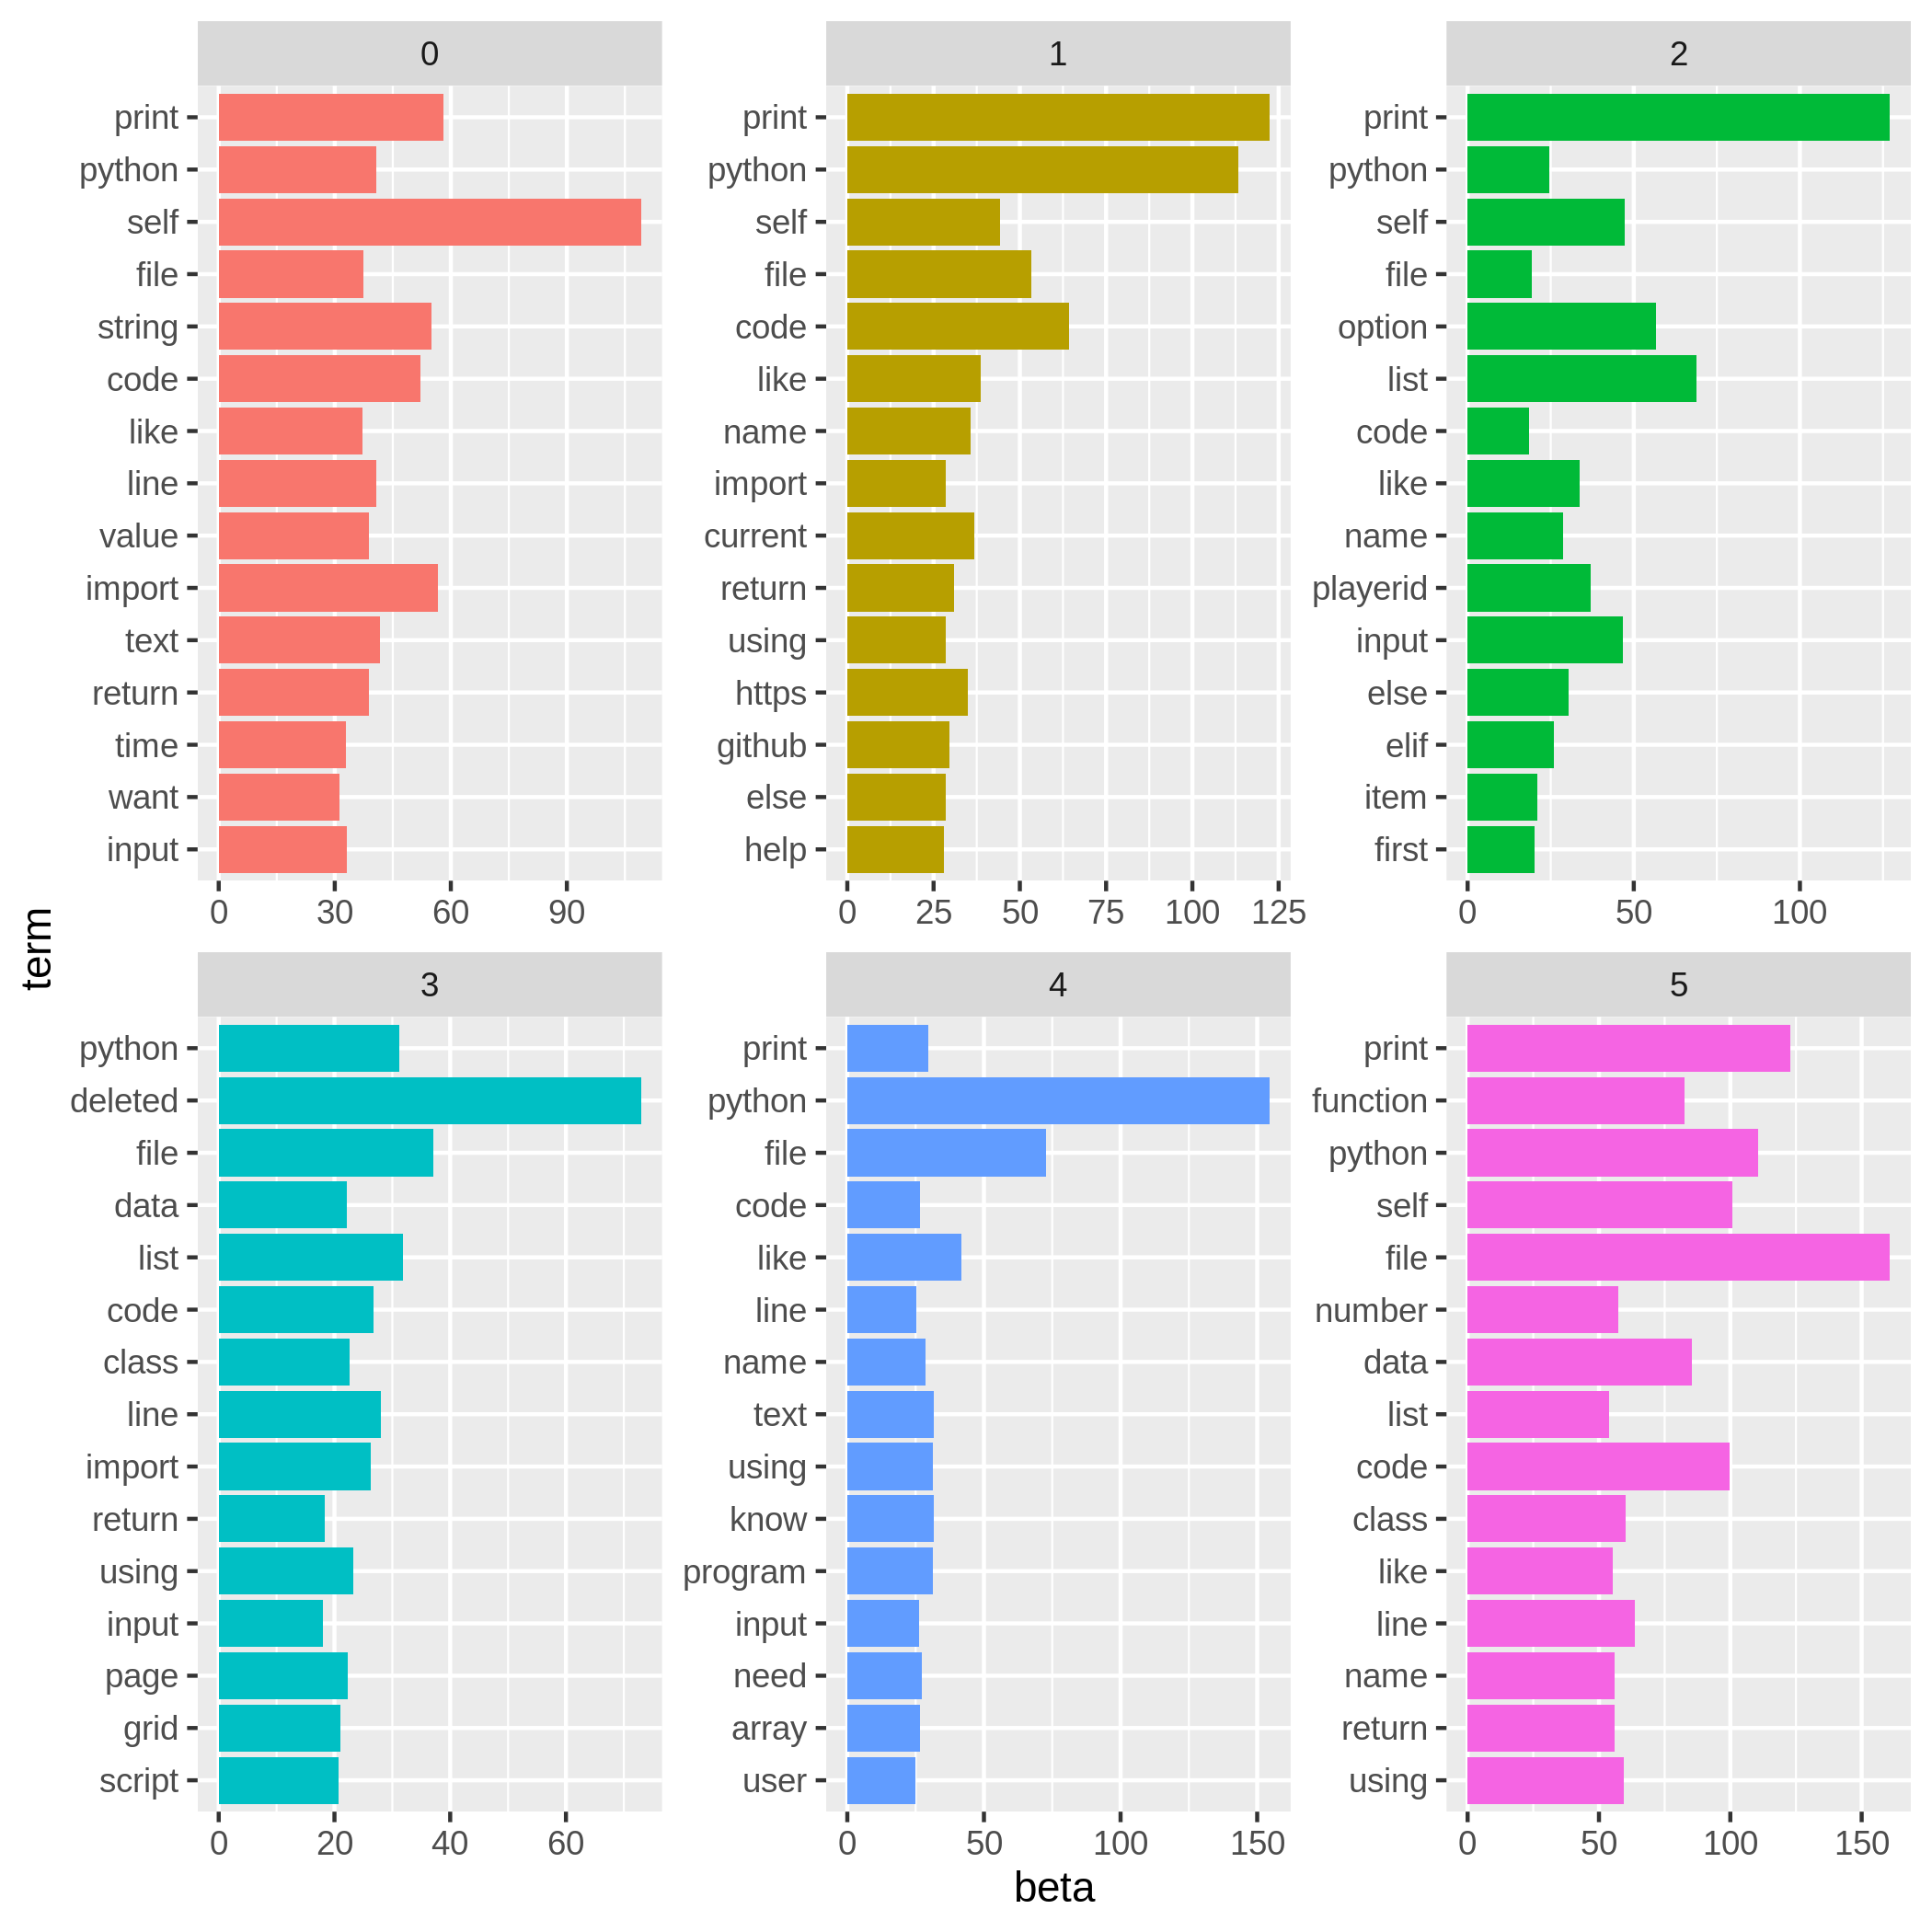 term
0
print
python
self
file
string
code
like
line
value
import
text
return
time
want
input
0 30 60 90
1
print
python
self
file
code
like
name
import
current
return
using
https
github
else
help
0 25 50 75 100 125
2
print
python
self
file
option
list
code
like
name
playerid
input
else
elif
item
first
0 50 100
3
python
deleted
file
data
list
code
class
line
import
return
using
input
page
grid
script
0 20 40 60
4
print
python
file
code
like
line
name
text
using
know
program
input
need
array
user
0 50 100 150
5
print
function
python
self
file
number
data
list
code
class
like
line
name
return
using
0 50 100 150
beta